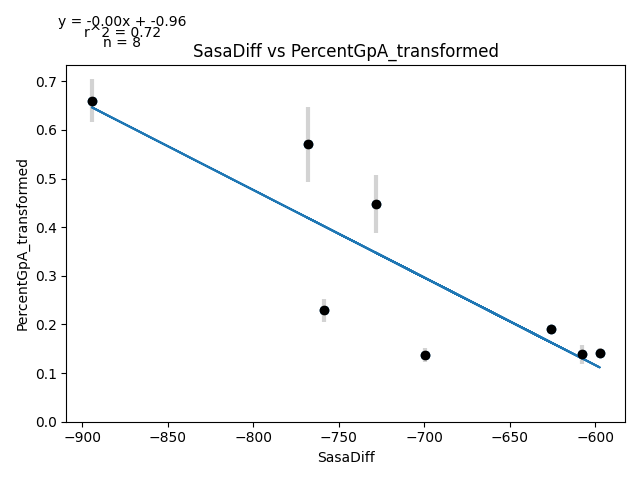 y = -0.00x + -0.96
r^2 = 0.72
n = 8
SasaDiff vs PercentGpA_transformed
0.7
0.6
0.5
0.4
0.3
0.2
0.1
0.0
PercentGpA_transformed
−900
−850
−800
−750
−700
−650
−600
SasaDiff